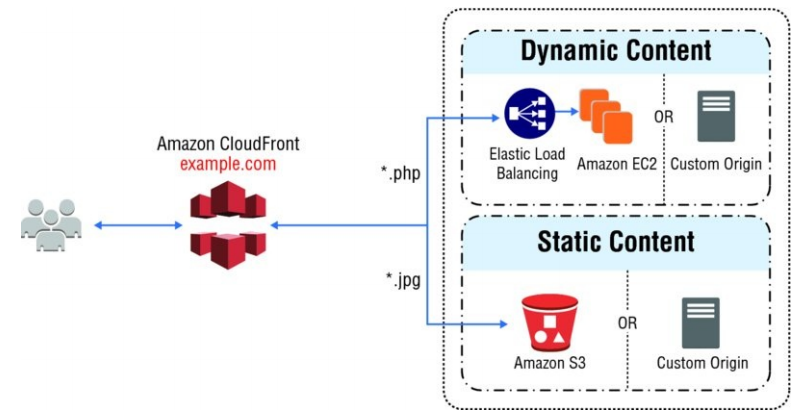 Dynamic Content
Amazon CloudFront
example.com
*.php
Elastic Load
Balancing
Amazon EC2
OR
Custom Origin
Static Content
*.jpg
Amazon S3
OR
Custom Origin